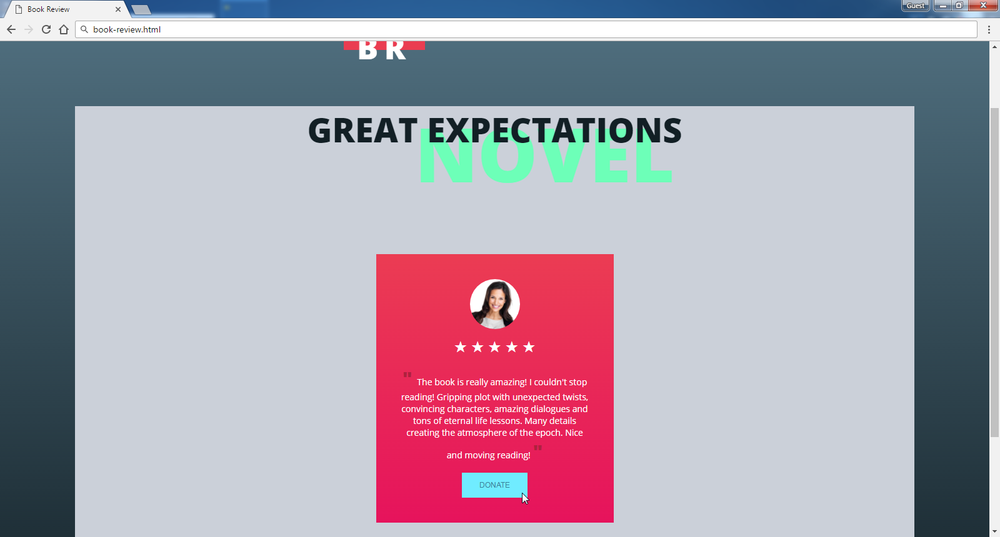 Book Review
Guest
book-review.html
BR
GREAT EXPECTATIONS
NOVEL
★ ★ ★ ★ ★
" The book is really amazing! I couldn't stop
reading! Gripping plot with unexpected twists,
convincing characters, amazing dialogues and
tons of eternal life lessons. Many details
creating the atmosphere of the epoch. Nice
and moving reading! "
DONATE